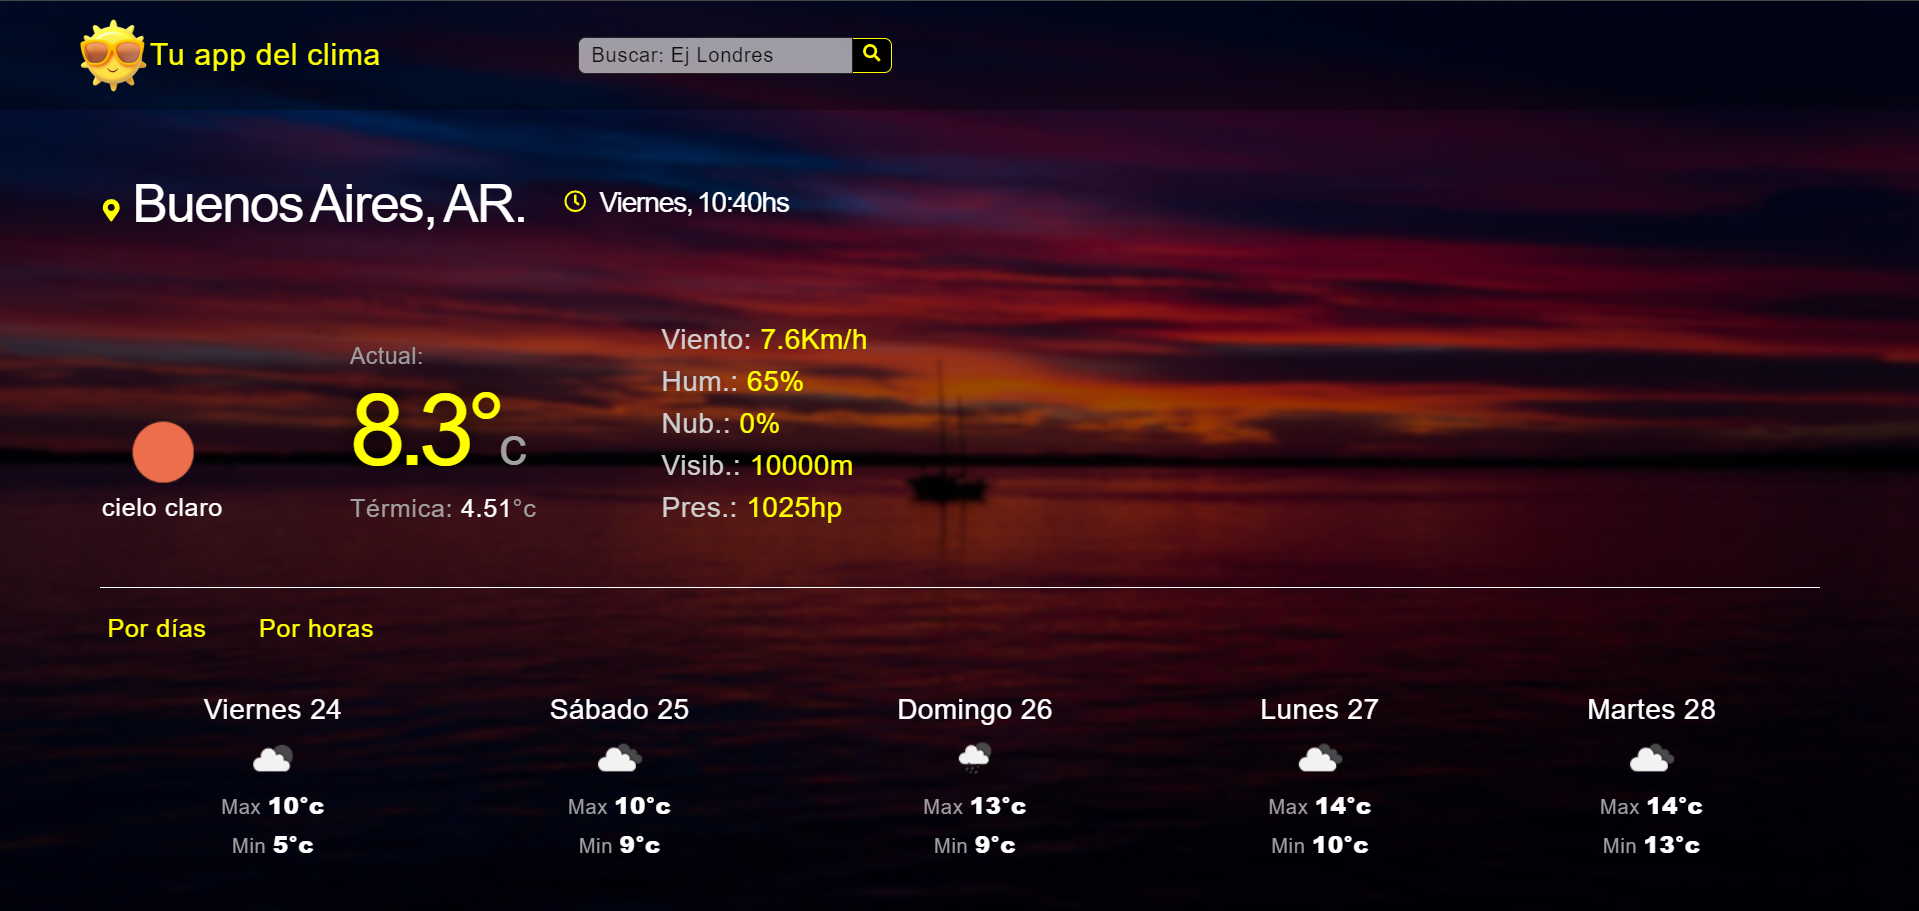 Tu app del clima
Buscar: Ej Londres
Buenos Aires, AR.
Viernes, 10:40hs
Actual:
8.3°c
Térmica: 4.51°c
cielo claro
Viento: 7.6Km/h
Hum.: 65%
Nub.: 0%
Visib.: 10000m
Pres.: 1025hp
Por días
Por horas
Viernes 24
Max 10°c
Min 5°c
Sábado 25
Max 10°c
Min 9°c
Domingo 26
Max 13°c
Min 9°c
Lunes 27
Max 14°c
Min 10°c
Martes 28
Max 14°c
Min 13°c